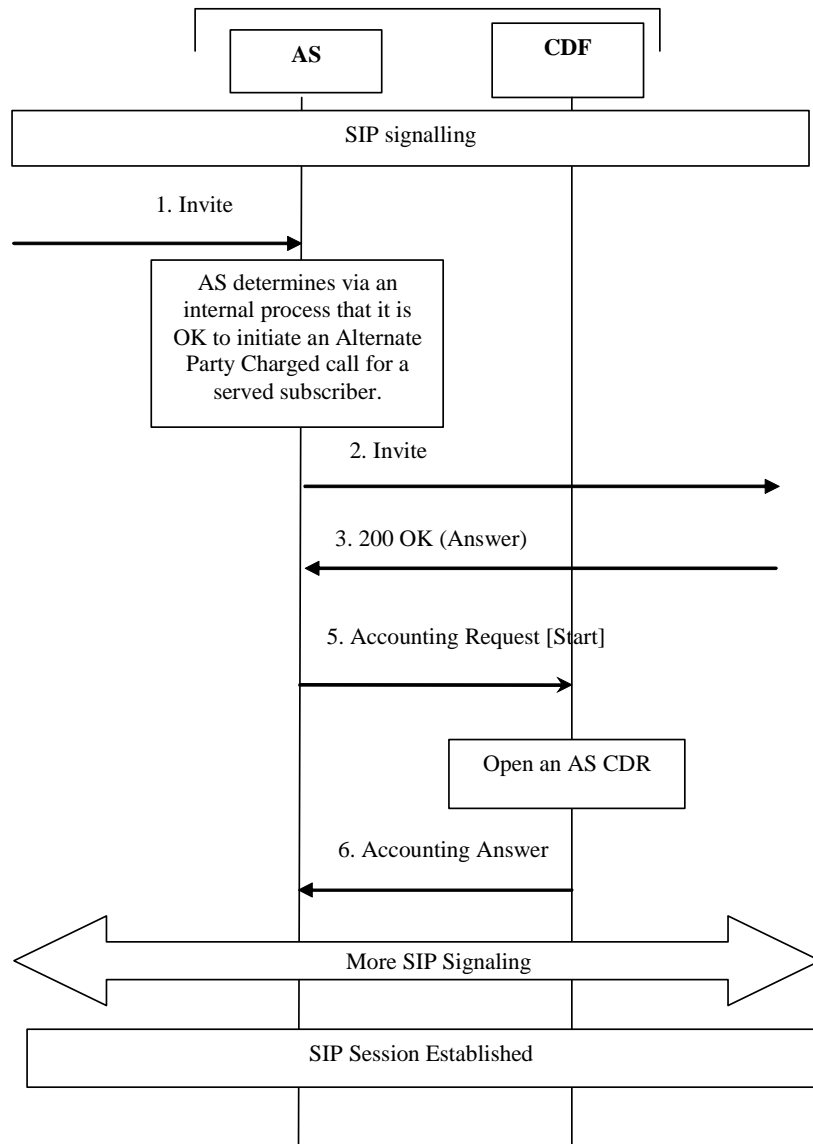 AS
CDF
SIP signalling
1. Invite
AS determines via an
internal process that it is
OK to initiate an Alternate
Party Charged call for a
served subscriber.
2. Invite
3. 200 OK (Answer)
5. Accounting Request [Start]
Open an AS CDR
6. Accounting Answer
More SIP Signaling
SIP Session Established